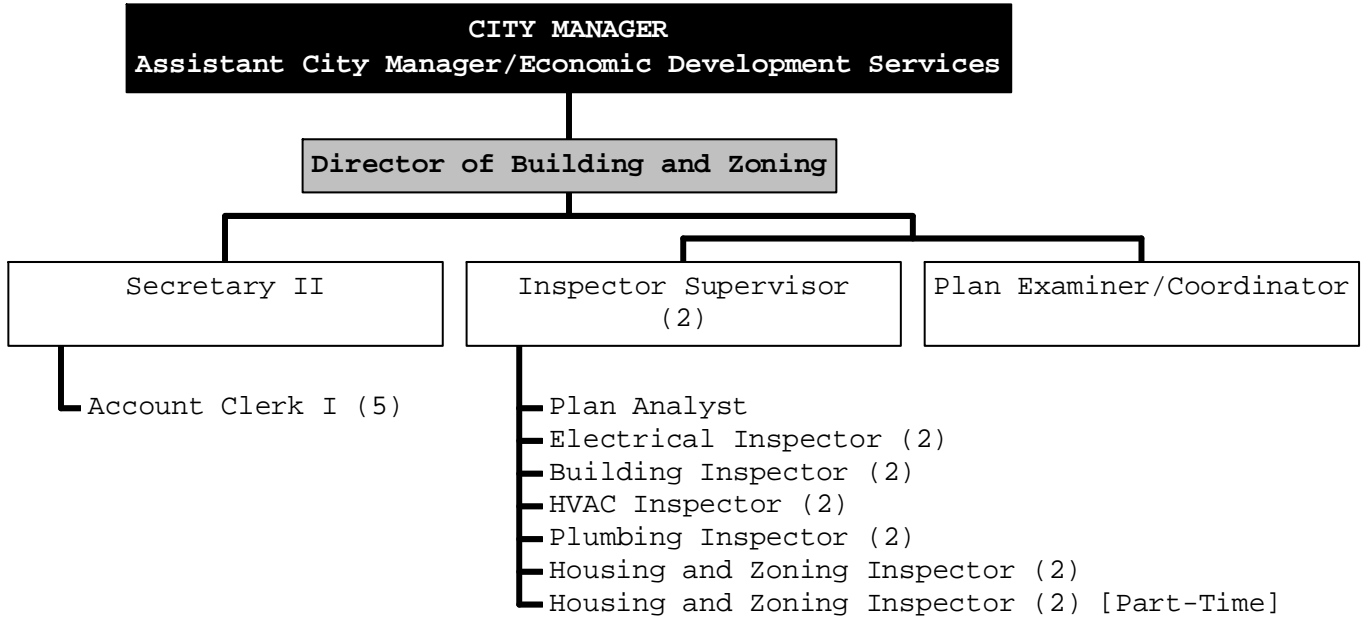 CITY MANAGER
Assistant City Manager/Economic Development Services
Director of Building and Zoning
Secretary II
Inspector Supervisor
(2)
Plan Examiner/Coordinator
Account Clerk I (5)
Plan Analyst
Electrical Inspector (2)
Building Inspector (2)
HVAC Inspector (2)
Plumbing Inspector (2)
Housing and Zoning Inspector (2)
Housing and Zoning Inspector (2) [Part-Time]